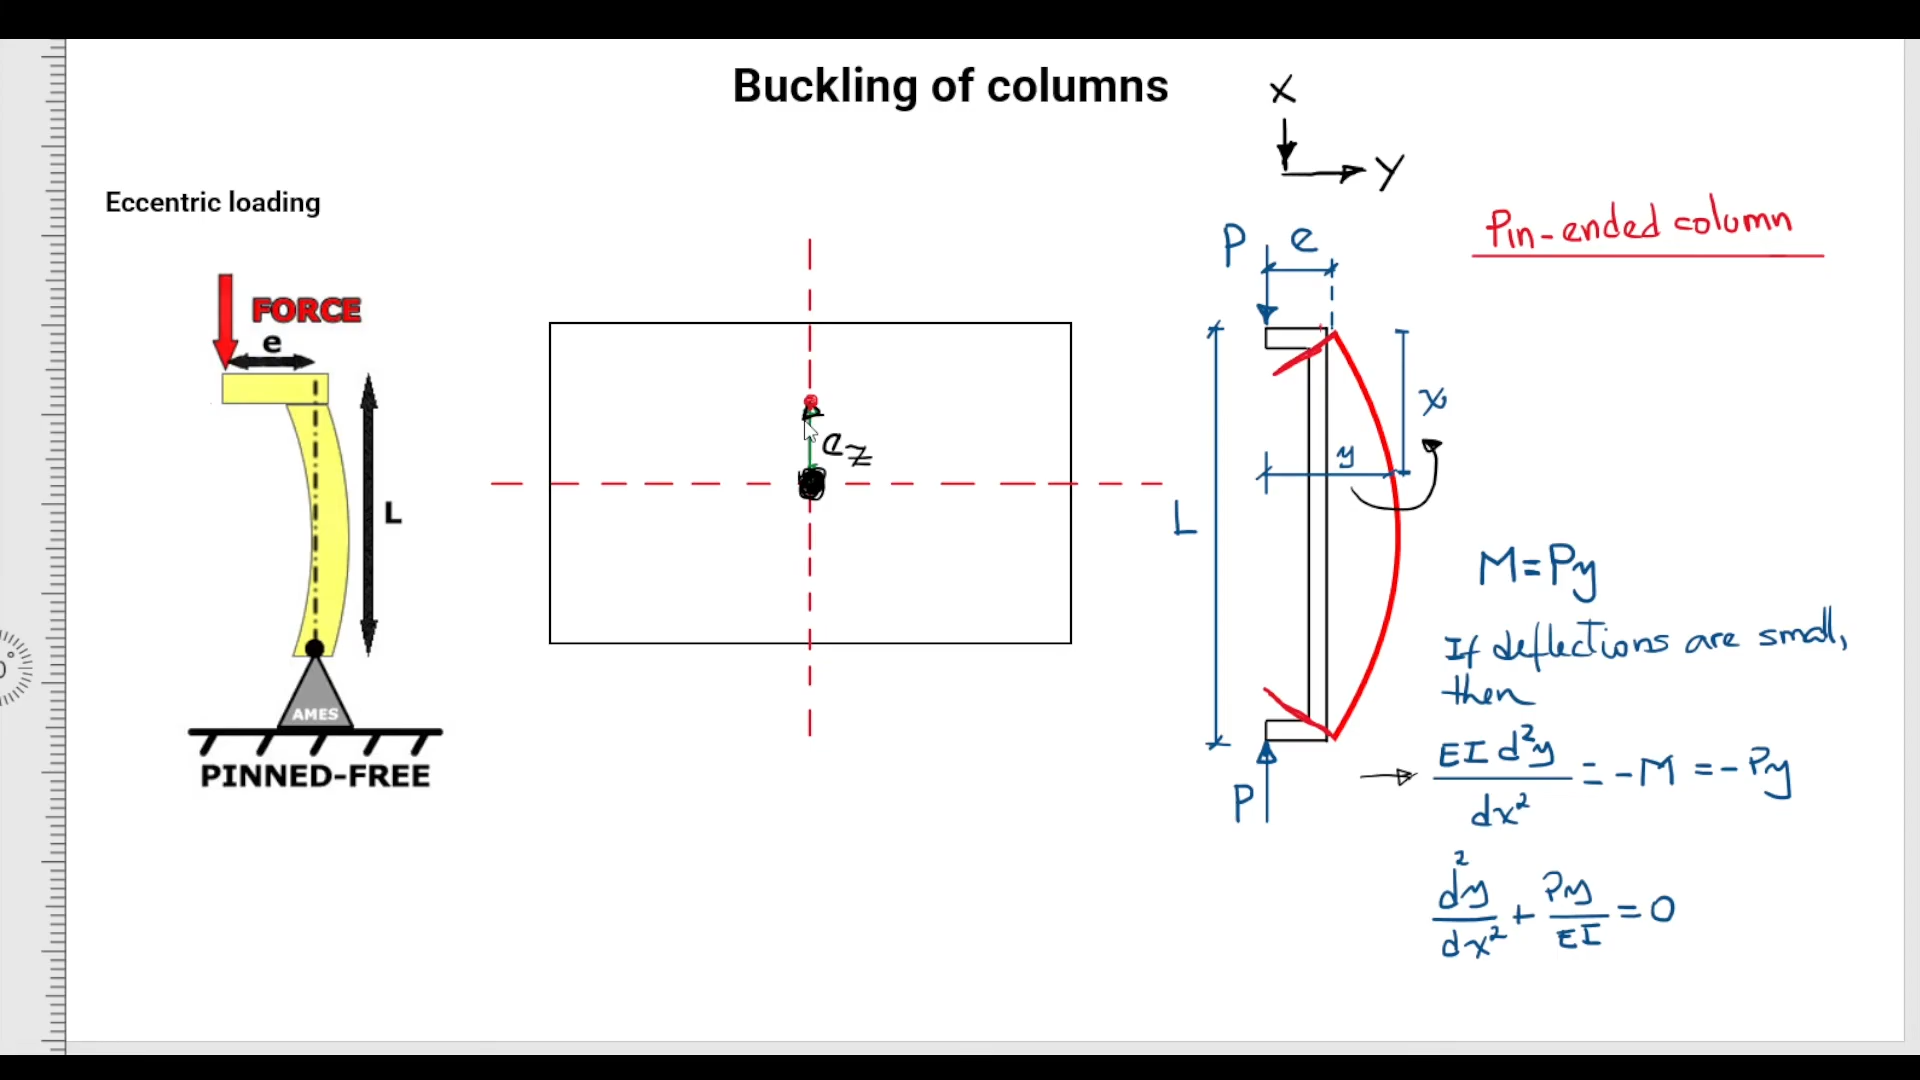 Buckling of columns
Eccentric loading
FORCE
e
L
AMES
PINNED-FREE
ez
X
Y
P
e
Pin-ended column
x
y
L
P
M=Py
If deflections are small,
then
EI d²y/dx² = -M = -Py
d²y/dx² + Py/EI = 0